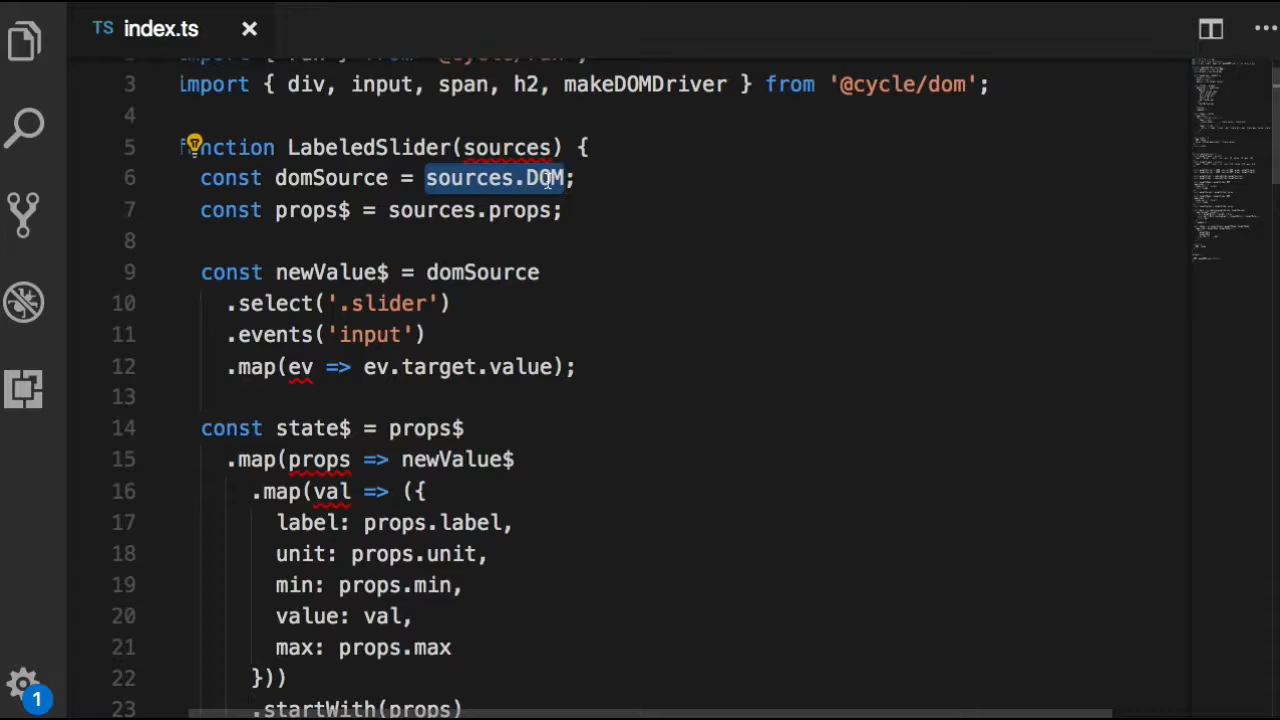 TS index.ts
3 import { div, input, span, h2, makeDOMDriver } from '@cycle/dom';
4
5 function LabeledSlider(sources) {
6 const domSource = sources.DOM;
7 const props$ = sources.props;
8
9 const newValue$ = domSource
10 .select('.slider')
11 .events('input')
12 .map(ev => ev.target.value);
13
14 const state$ = props$
15 .map(props => newValue$
16 .map(val => ({
17 label: props.label,
18 unit: props.unit,
19 min: props.min,
20 value: val,
21 max: props.max
22 }))
23 .startWith(props)
1